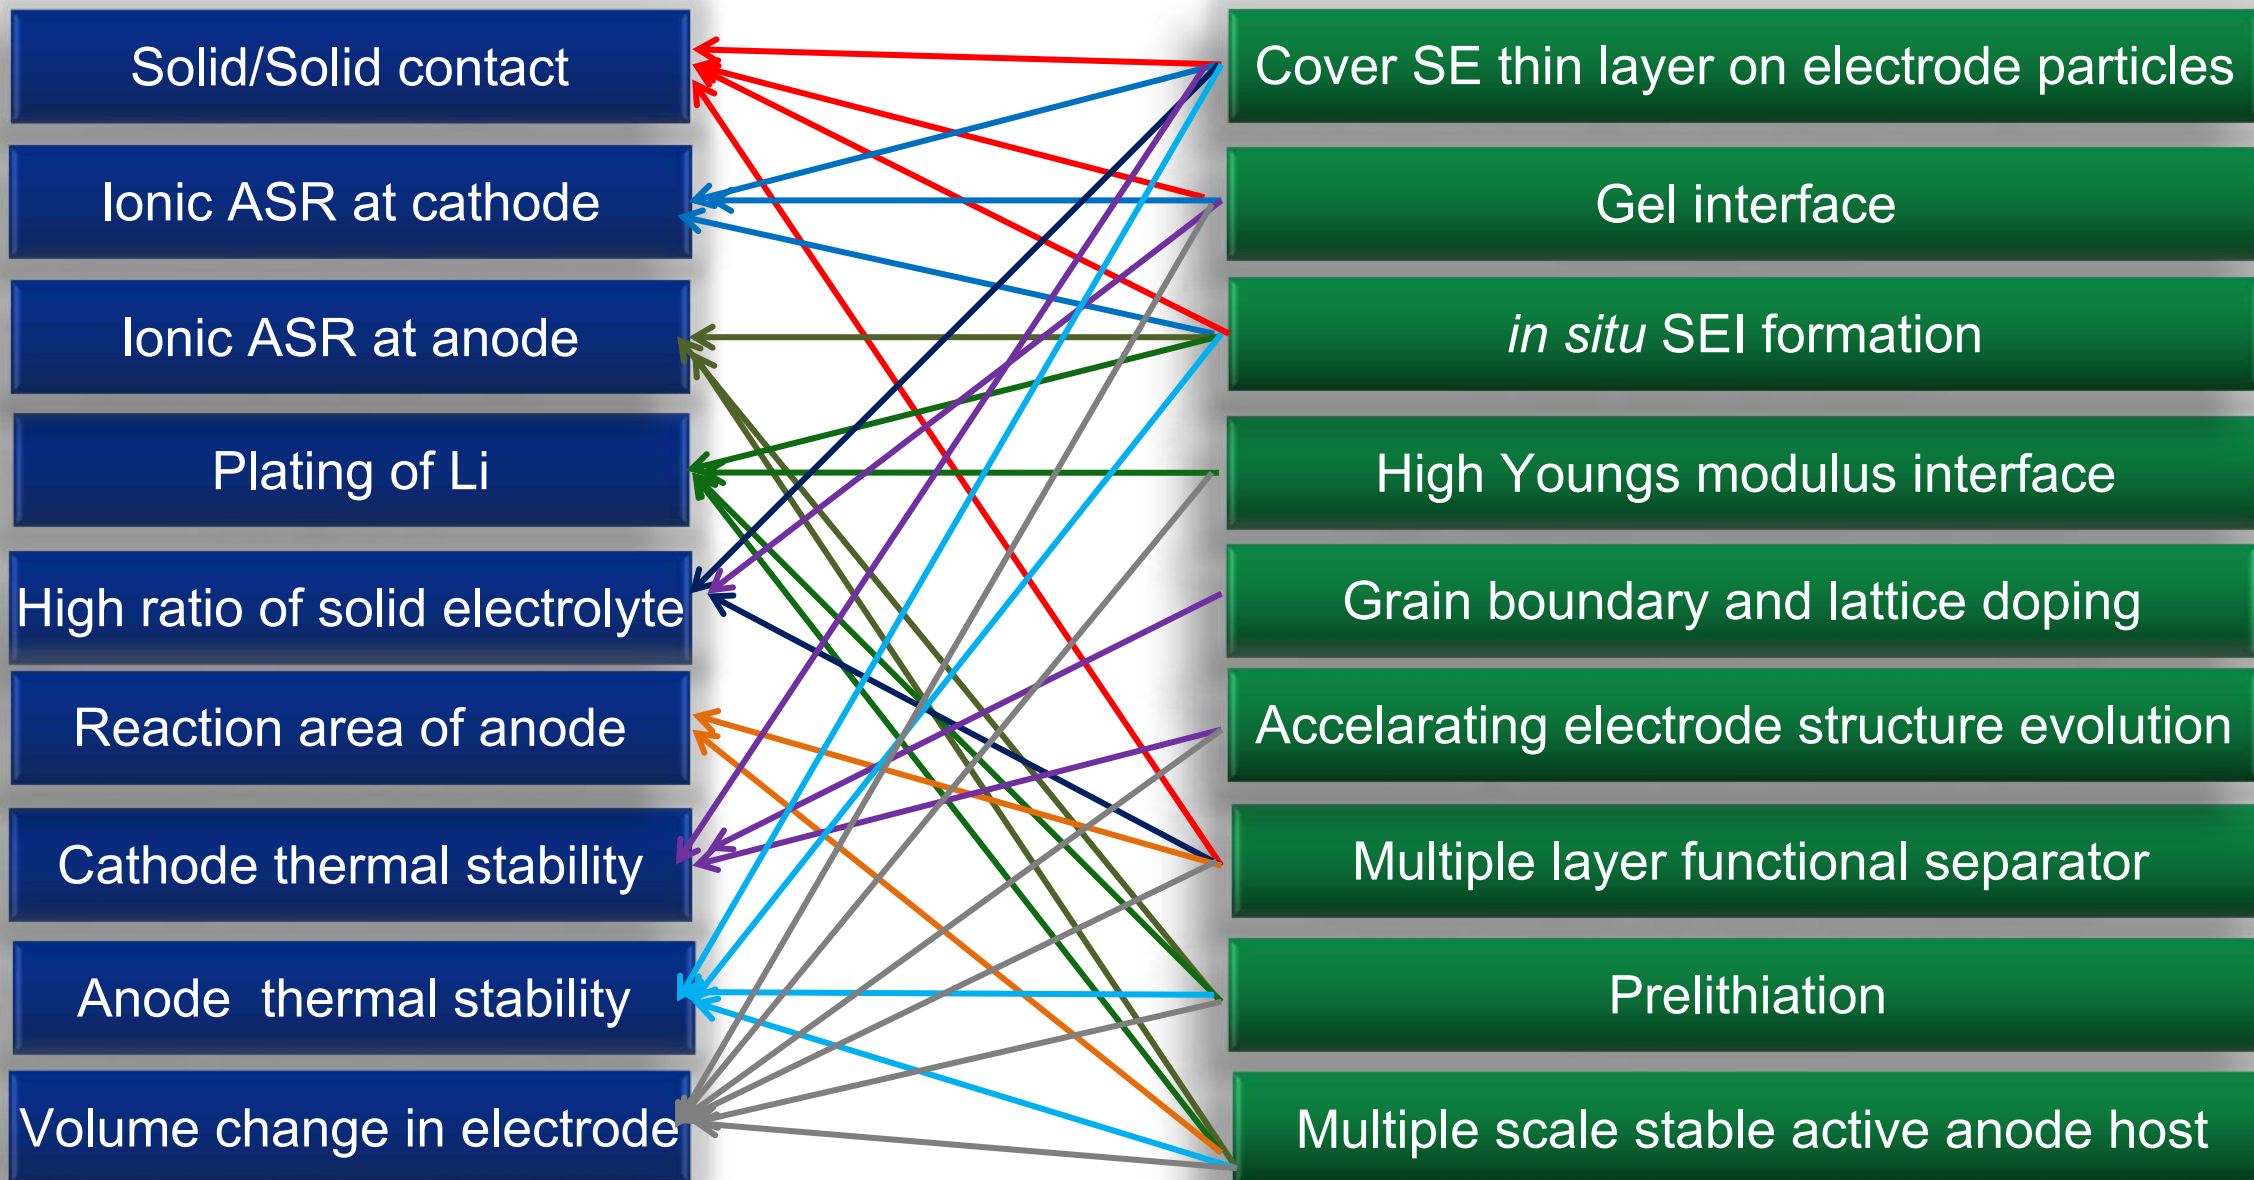 Solid/Solid contact
Ionic ASR at cathode
Ionic ASR at anode
Plating of Li
High ratio of solid electrolyte
Reaction area of anode
Cathode thermal stability
Anode  thermal stability
Volume change in electrode
Cover SE thin layer on electrode particles
Gel interface
in situ SEI formation
High Youngs modulus interface
Grain boundary and lattice doping
Accelarating electrode structure evolution
Multiple layer functional separator
Prelithiation
Multiple scale stable active anode host